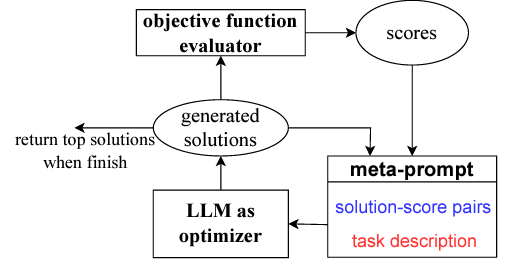 objective function
evaluator
scores
generated
solutions
return top solutions
when finish
meta-prompt
solution-score pairs
task description
LLM as
optimizer